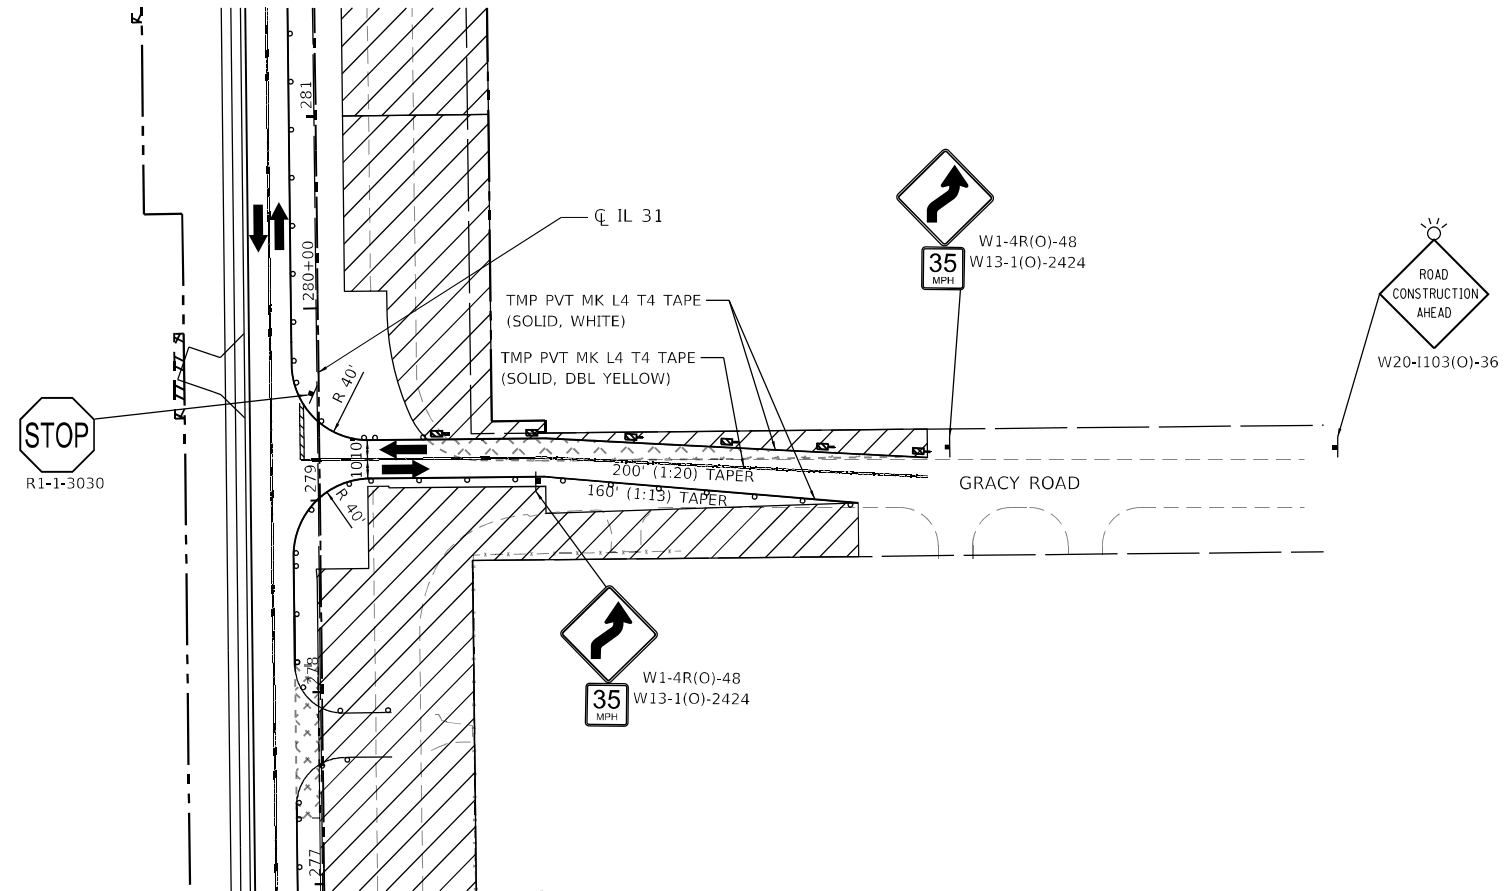 281
280+00
℄ IL 31
W1-4R(O)-48
35
MPH
W13-1(O)-2424
ROAD
CONSTRUCTION
AHEAD
W20-I103(O)-36
TMP PVT MK L4 T4 TAPE
(SOLID, WHITE)
TMP PVT MK L4 T4 TAPE
(SOLID, DBL YELLOW)
R 40'
STOP
R1-1-3030
10
10
279
R 40'
200' (1:20) TAPER
160' (1:13) TAPER
GRACY ROAD
W1-4R(O)-48
35
MPH
W13-1(O)-2424
278
277